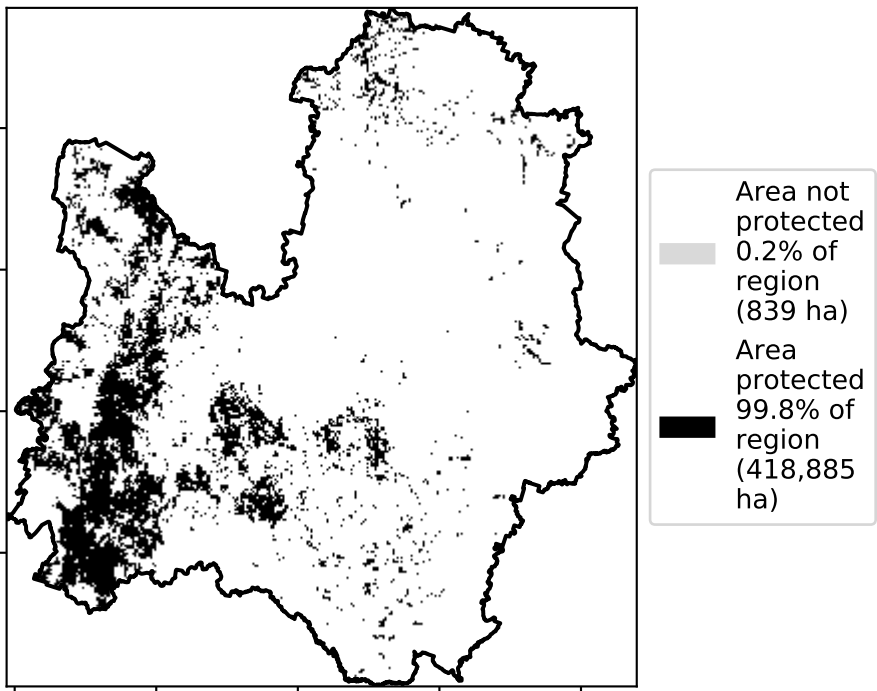 Area not
protected
0.2% of
region
(839 ha)
Area
protected
99.8% of
region
(418,885
ha)